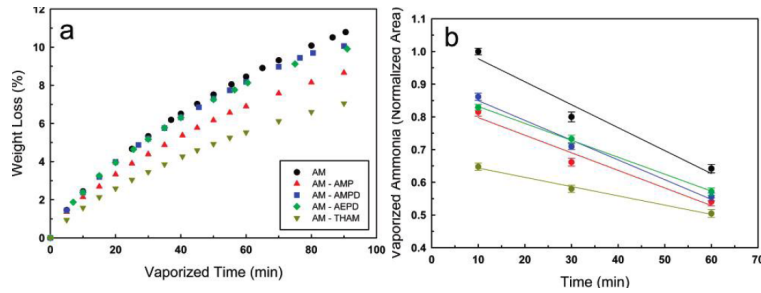 a
Weight Loss (%)
12
10
8
6
4
2
0
0 20 40 60 80 100
Vaporized Time (min)
AM
AM - AMP
AM - AMPD
AM - AEPD
AM - THAM
b
Vaporized Ammonia (Normalized Area)
1.1
1.0
0.9
0.8
0.7
0.6
0.5
0.4
0 10 20 30 40 50 60 70
Time (min)